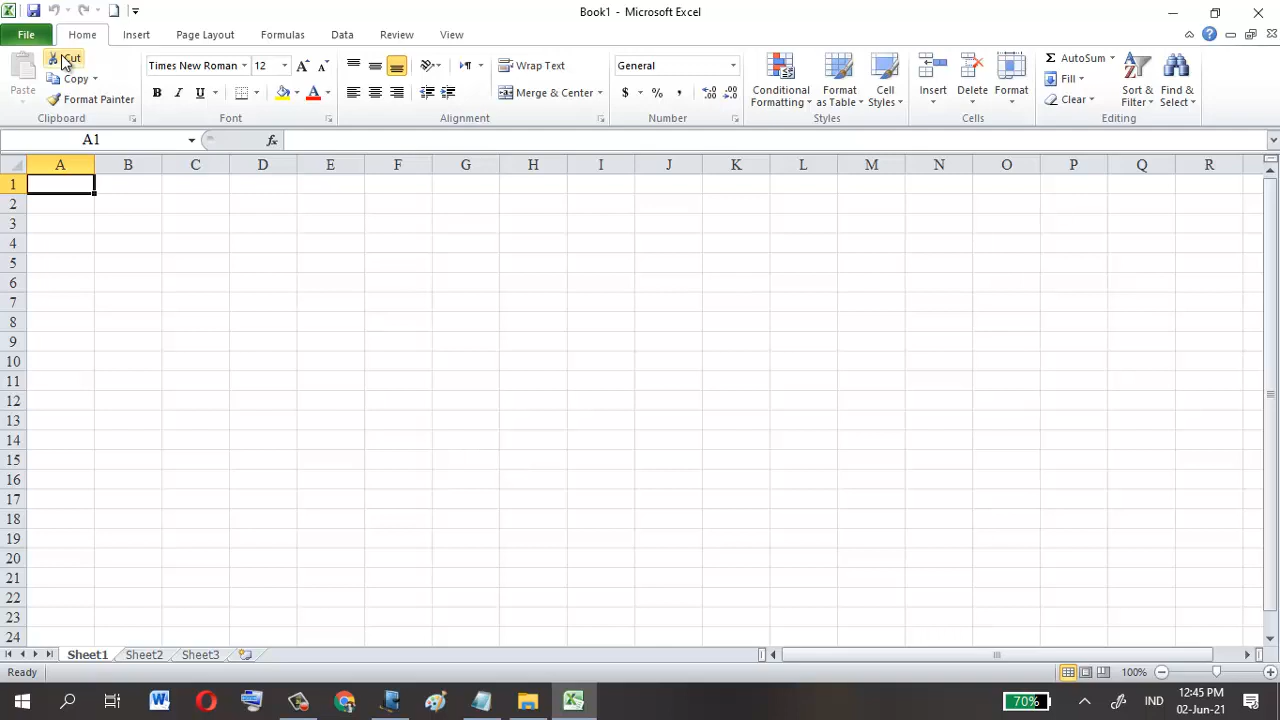 Book1 - Microsoft Excel
File Home Insert Page Layout Formulas Data Review View
Paste Cut Copy Format Painter Clipboard
Times New Roman 12 B I U A Font
Wrap Text Merge & Center Alignment
General $ % , Number
Conditional Formatting Format as Table Cell Styles Styles
Insert Delete Format Cells
Σ AutoSum Fill Clear Sort & Filter Find & Select Editing
A1 fx
A B C D E F G H I J K L M N O P Q R
1
2
3
4
5
6
7
8
9
10
11
12
13
14
15
16
17
18
19
20
21
22
23
24
Sheet1 Sheet2 Sheet3
Ready 100%
70% IND 12:45 PM
02-Jun-21